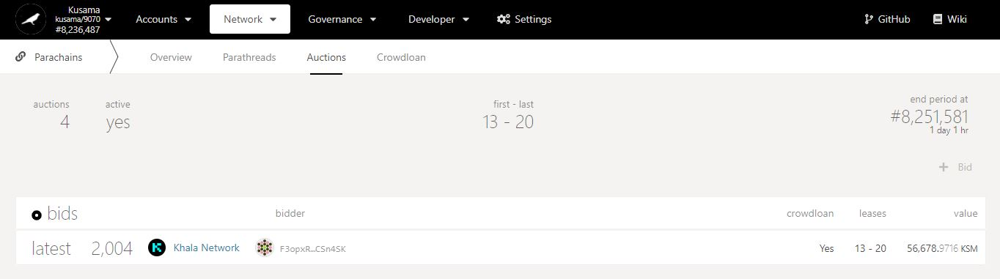 Kusama
kusama/9070
#8,236,487
Accounts Network Governance Developer Settings GitHub Wiki
Parachains Overview Parathreads Auctions Crowdloan
auctions active first - last end period at
4 yes 13 - 20 #8,251,581
1 day 1 hr
+ Bid
bids bidder crowdloan leases value
latest 2,004 Khala Network F3opxR...CSn4SK Yes 13 - 20 56,678.9716 KSM